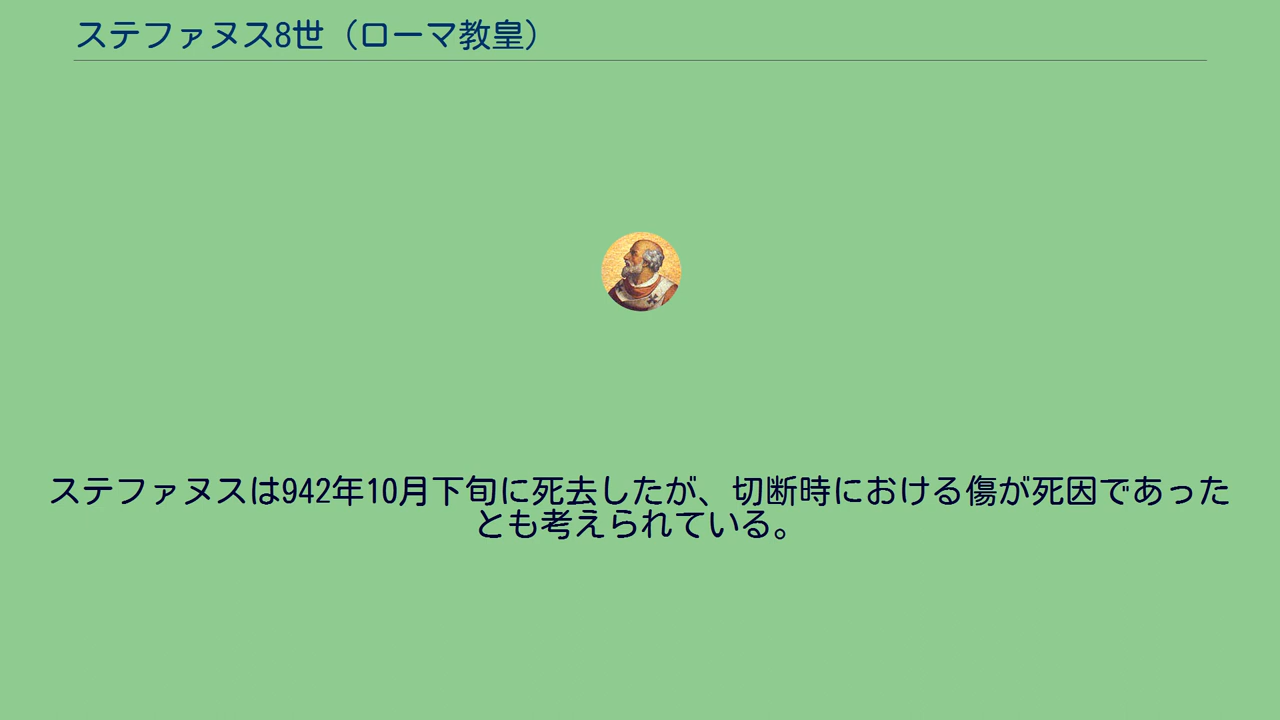 ステファヌス8世（ローマ教皇）
ステファヌスは942年10月下旬に死去したが、切断時における傷が死因であった
とも考えられている。